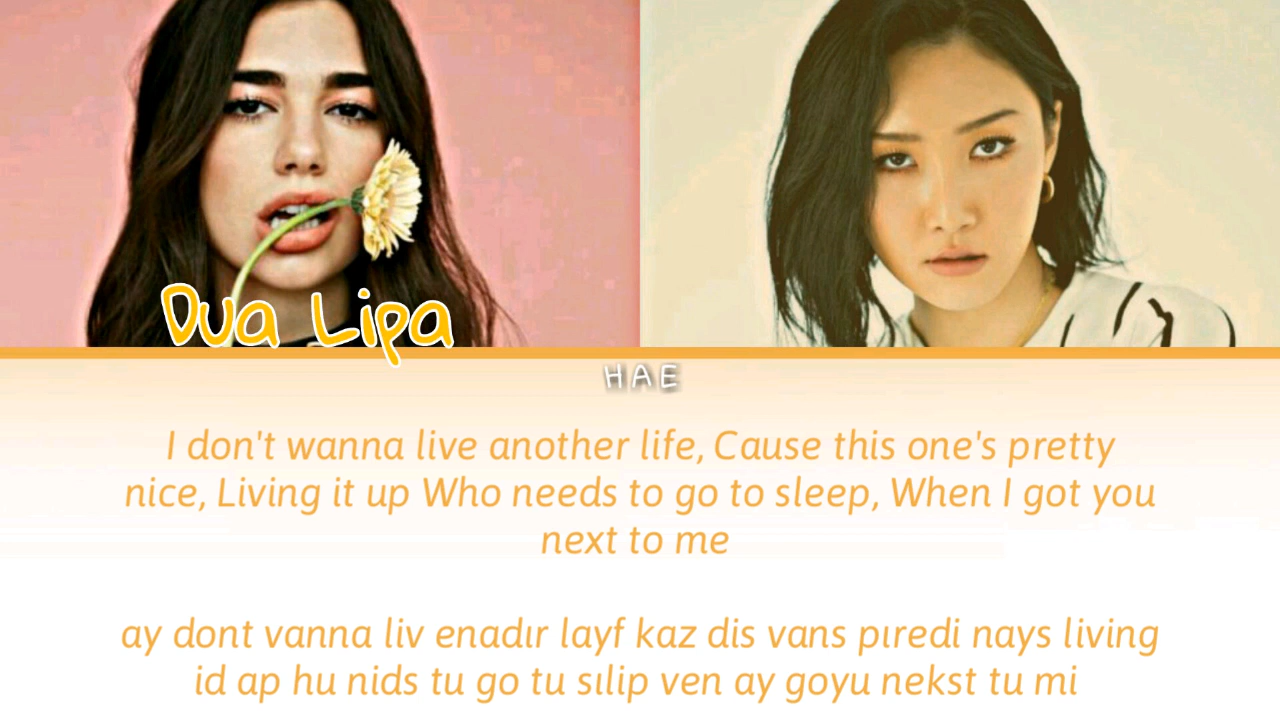 Dua Lipa
HAE
I don't wanna live another life, Cause this one's pretty
nice, Living it up Who needs to go to sleep, When I got you
next to me
ay dont vanna liv enadır layf kaz dis vans pıredi nays living
id ap hu nids tu go tu sılip ven ay goyu nekst tu mi